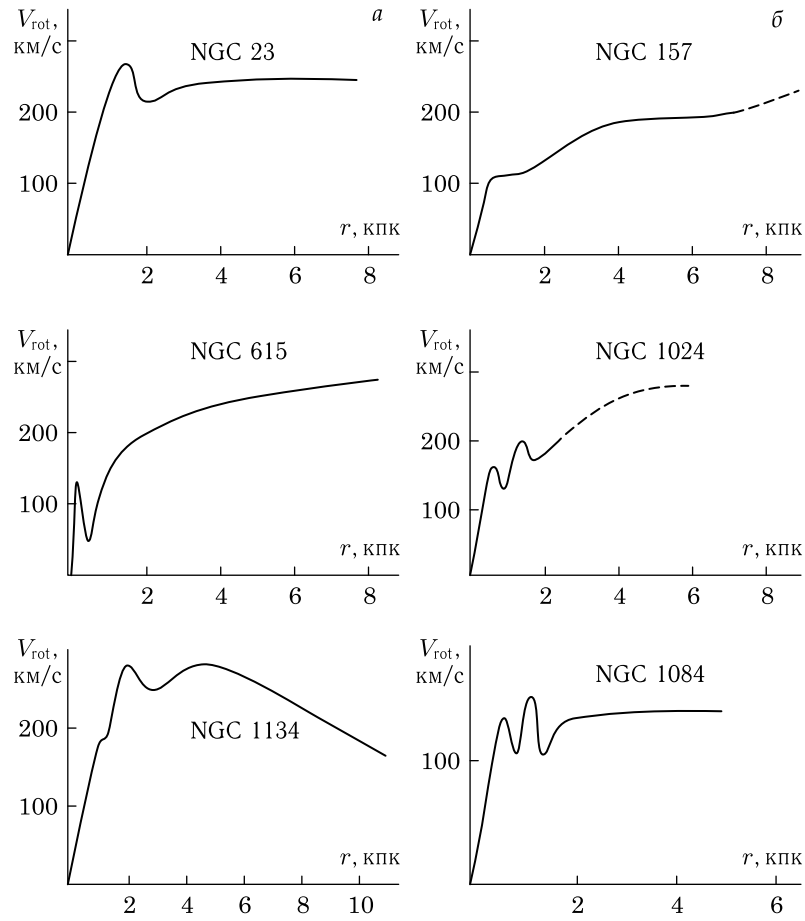 V_rot, км/с
а
NGC 23
200
100
r, кпк
2 4 6 8
V_rot, км/с
б
NGC 157
200
100
r, кпк
2 4 6 8
V_rot, км/с
NGC 615
200
100
r, кпк
2 4 6 8
V_rot, км/с
NGC 1024
200
100
r, кпк
2 4 6 8
V_rot, км/с
NGC 1134
200
100
r, кпк
2 4 6 8 10
V_rot, км/с
NGC 1084
100
r, кпк
2 4 6